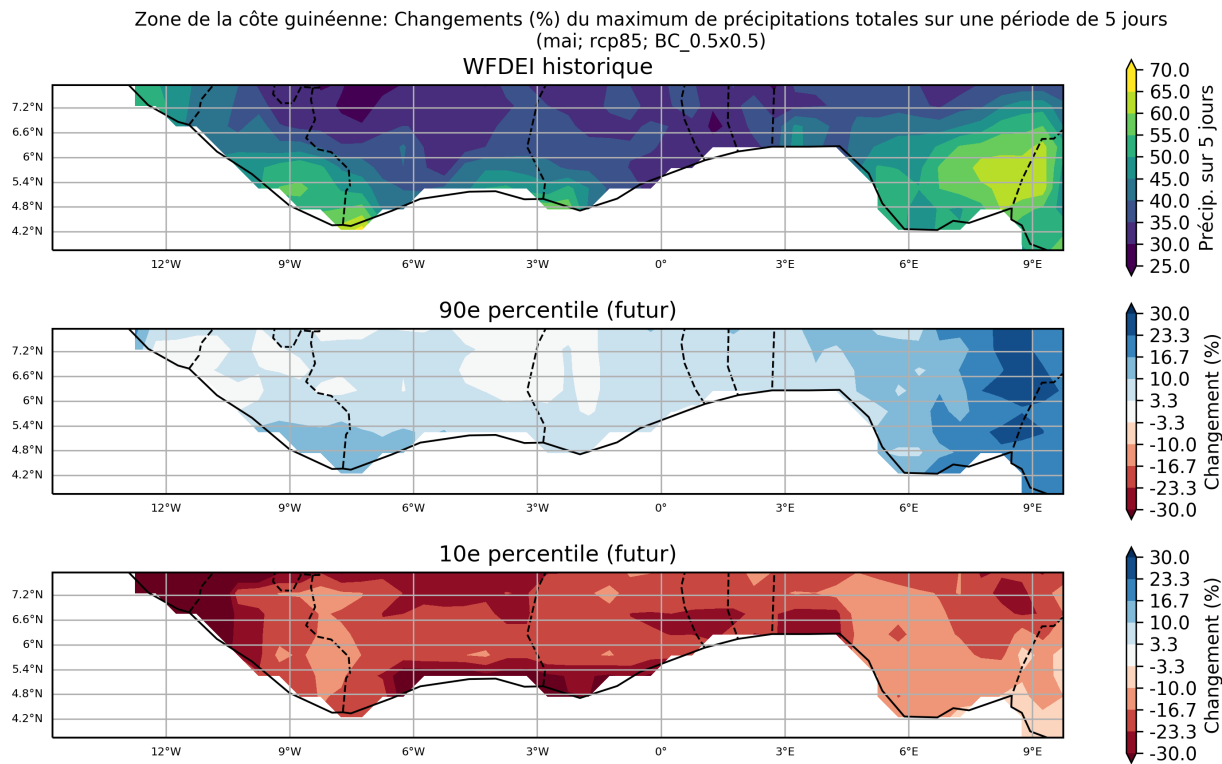 Zone de la côte guinéenne: Changements (%) du maximum de précipitations totales sur une période de 5 jours
(mai; rcp85; BC_0.5x0.5)
WFDEI historique
7.2°N
6.6°N
6°N
5.4°N
4.8°N
4.2°N
12°W 9°W 6°W 3°W 0° 3°E 6°E 9°E
70.0
65.0
60.0
55.0
50.0
45.0
40.0
35.0
30.0
25.0
Précip. sur 5 jours
90e percentile (futur)
7.2°N
6.6°N
6°N
5.4°N
4.8°N
4.2°N
12°W 9°W 6°W 3°W 0° 3°E 6°E 9°E
30.0
23.3
16.7
10.0
3.3
-3.3
-10.0
-16.7
-23.3
-30.0
Changement (%)
10e percentile (futur)
7.2°N
6.6°N
6°N
5.4°N
4.8°N
4.2°N
12°W 9°W 6°W 3°W 0° 3°E 6°E 9°E
30.0
23.3
16.7
10.0
3.3
-3.3
-10.0
-16.7
-23.3
-30.0
Changement (%)